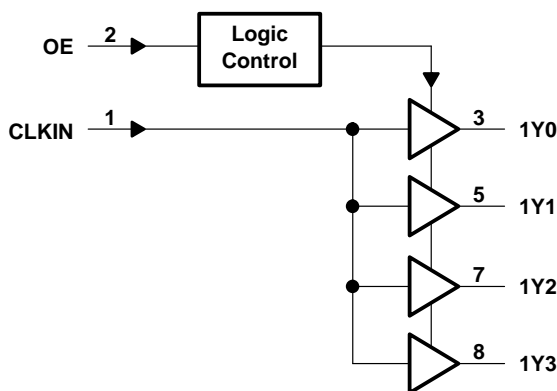 OE 2 Logic
Control
CLKIN 1
3 1Y0
5 1Y1
7 1Y2
8 1Y3